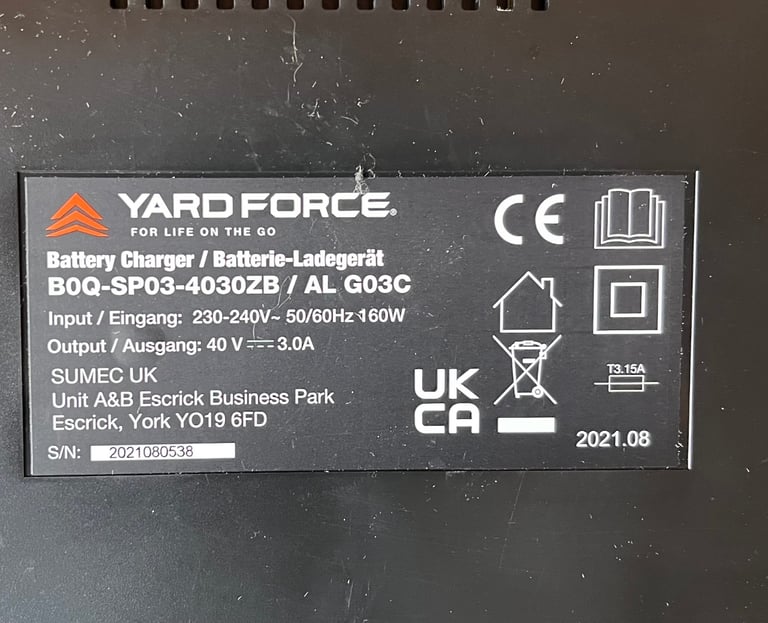 YARD FORCE®
FOR LIFE ON THE GO
Battery Charger / Batterie-Ladegerät
B0Q-SP03-4030ZB / AL G03C
Input / Eingang: 230-240V~ 50/60Hz 160W
Output / Ausgang: 40 V⎓3.0A
SUMEC UK
Unit A&B Escrick Business Park
Escrick, York YO19 6FD
S/N: 2021080538
CE
UK
CA
T3.15A
2021.08